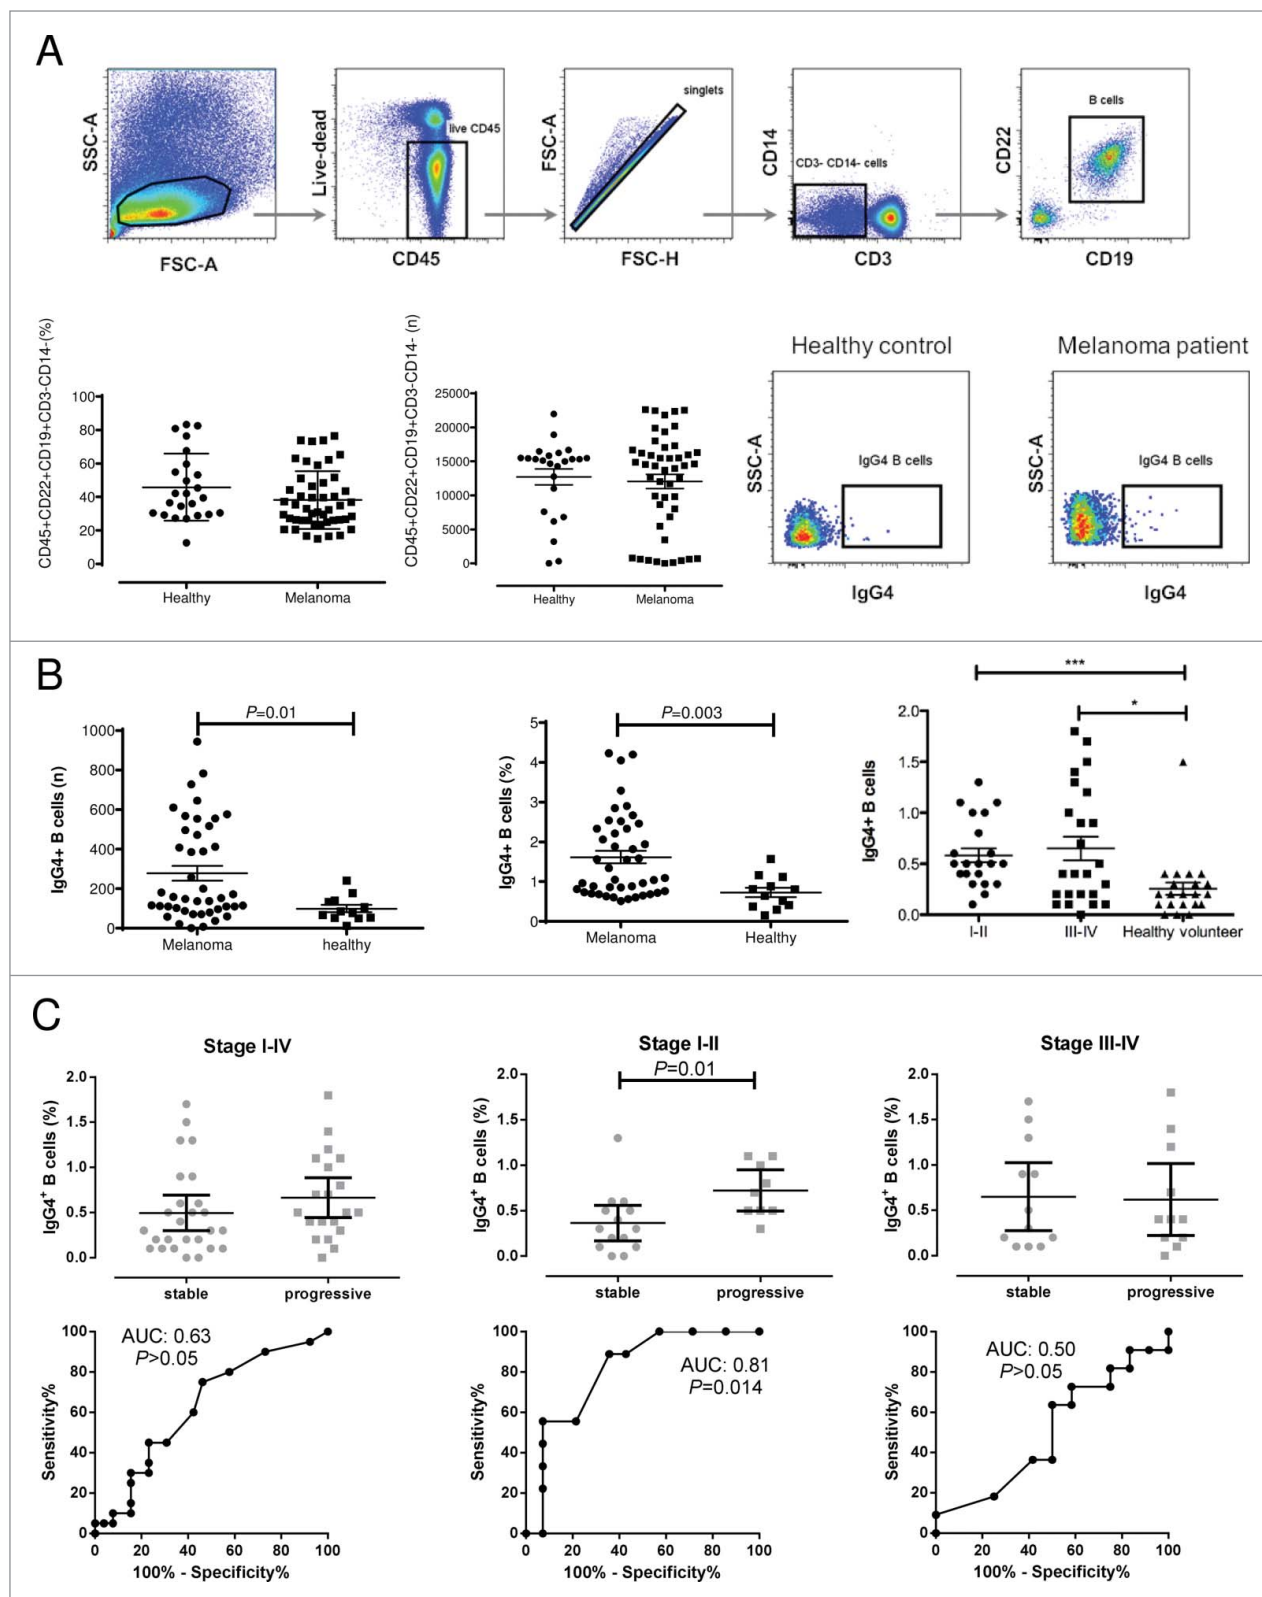 A
SSC-A
FSC-A
Live-dead
live CD45
CD45
FSC-A
singlets
FSC-H
CD14
CD3- CD14- cells
CD3
CD22
B cells
CD19
CD45+CD22+CD19+CD3-CD14-(%)
100
80
60
40
20
0
Healthy
Melanoma
CD45+CD22+CD19+CD3-CD14- (n)
25000
20000
15000
10000
5000
0
Healthy
Melanoma
Healthy control
SSC-A
IgG4 B cells
IgG4
Melanoma patient
SSC-A
IgG4 B cells
IgG4
B
P=0.01
IgG4+ B cells (n)
1000
800
600
400
200
0
Melanoma
healthy
P=0.003
IgG4+ B cells (%)
5
4
3
2
1
0
Melanoma
Healthy
***
*
IgG4+ B cells
2.0
1.5
1.0
0.5
0.0
I-II
III-IV
Healthy volunteer
C
Stage I-IV
IgG4+ B cells (%)
2.0
1.5
1.0
0.5
0.0
stable
progressive
Stage I-II
P=0.01
IgG4+ B cells (%)
2.0
1.5
1.0
0.5
0.0
stable
progressive
Stage III-IV
IgG4+ B cells (%)
2.0
1.5
1.0
0.5
0.0
stable
progressive
AUC: 0.63
P>0.05
Sensitivity%
100
80
60
40
20
0
0 20 40 60 80 100
100% - Specificity%
AUC: 0.81
P=0.014
Sensitivity%
100
80
60
40
20
0
0 20 40 60 80 100
100% - Specificity%
AUC: 0.50
P>0.05
Sensitivity%
100
80
60
40
20
0
0 20 40 60 80 100
100% - Specificity%